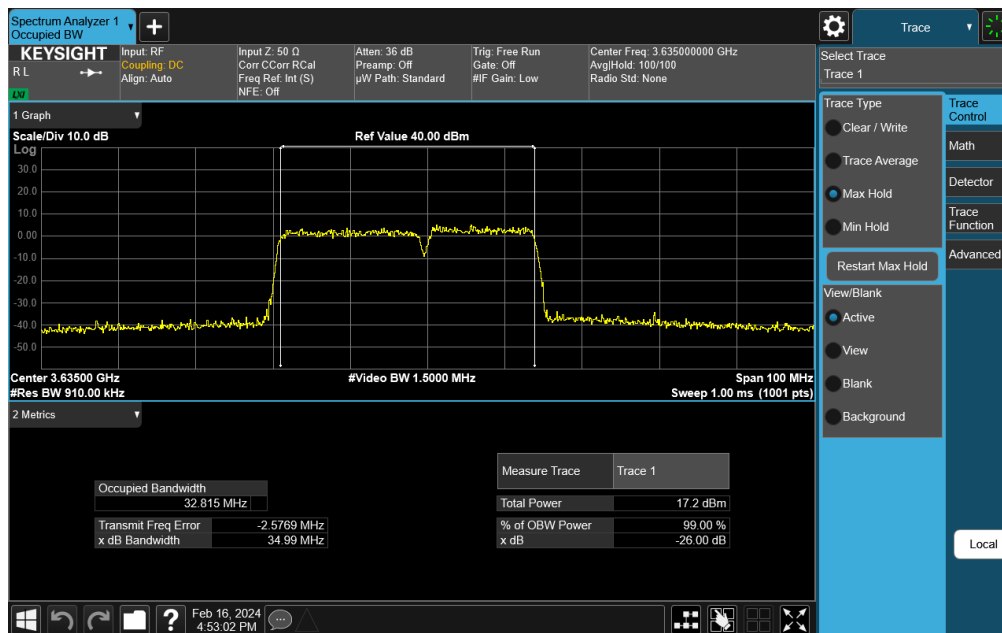 Spectrum Analyzer 1
Occupied BW
Trace
KEYSIGHT
R L
LXI
Input: RF
Coupling: DC
Align: Auto
Input Z: 50 Ω
Corr CCorr RCal
Freq Ref: Int (S)
NFE: Off
Atten: 36 dB
Preamp: Off
µW Path: Standard
Trig: Free Run
Gate: Off
#IF Gain: Low
Center Freq: 3.635000000 GHz
Avg|Hold: 100/100
Radio Std: None
Select Trace
Trace 1
1 Graph
Scale/Div 10.0 dB
Ref Value 40.00 dBm
Log
30.0
20.0
10.0
0.00
-10.0
-20.0
-30.0
-40.0
-50.0
Center 3.63500 GHz
#Video BW 1.5000 MHz
Span 100 MHz
#Res BW 910.00 kHz
Sweep 1.00 ms (1001 pts)
Trace Type
Clear / Write
Trace Average
Max Hold
Min Hold
Restart Max Hold
View/Blank
Active
View
Blank
Background
Trace
Control
Math
Detector
Trace
Function
Advanced
2 Metrics
Occupied Bandwidth
32.815 MHz
Transmit Freq Error -2.5769 MHz
x dB Bandwidth 34.99 MHz
Measure Trace Trace 1
Total Power 17.2 dBm
% of OBW Power 99.00 %
x dB -26.00 dB
Local
?
Feb 16, 2024
4:53:02 PM